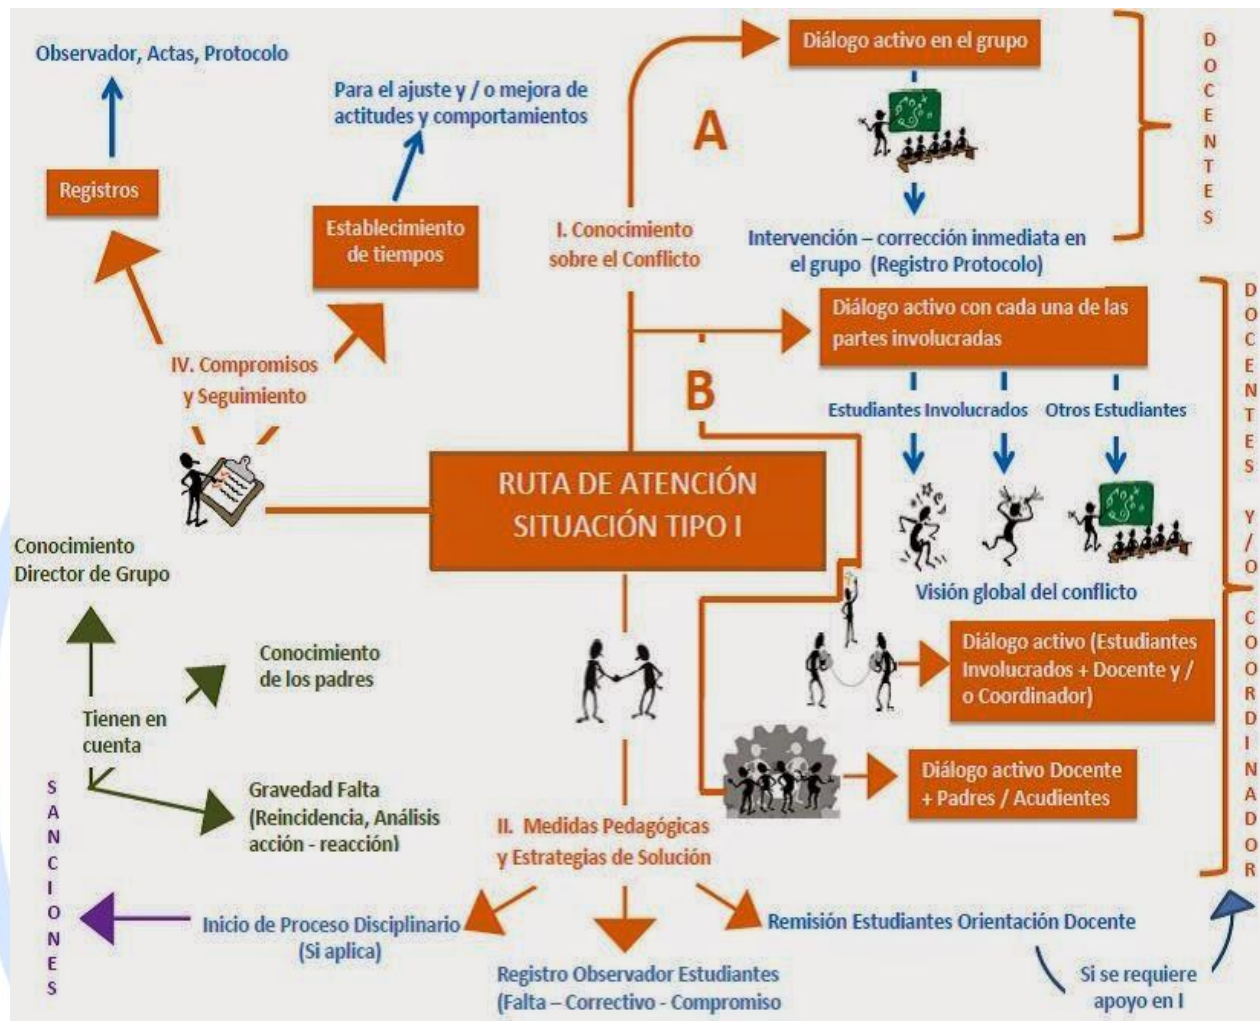 Observador, Actas, Protocolo
Para el ajuste y / o mejora de
actitudes y comportamientos
Registros
Establecimiento
de tiempos
IV. Compromisos
y Seguimiento
I. Conocimiento
sobre el Conflicto
A
Diálogo activo en el grupo
Intervención – corrección inmediata en
el grupo (Registro Protocolo)
DOCENTES
B
Diálogo activo con cada una de las
partes involucradas
Estudiantes Involucrados
Otros Estudiantes
Visión global del conflicto
Diálogo activo (Estudiantes
Involucrados + Docente y /
o Coordinador)
Diálogo activo Docente
+ Padres / Acudientes
DOCENTES Y/O COORDINADOR
RUTA DE ATENCIÓN
SITUACIÓN TIPO I
Conocimiento
Director de Grupo
Conocimiento
de los padres
Tienen en
cuenta
Gravedad Falta
(Reincidencia, Análisis
acción - reacción)
SANCIONES
II. Medidas Pedagógicas
y Estrategias de Solución
Inicio de Proceso Disciplinario
(Si aplica)
Registro Observador Estudiantes
(Falta – Correctivo - Compromiso
Remisión Estudiantes Orientación Docente
Si se requiere
apoyo en I